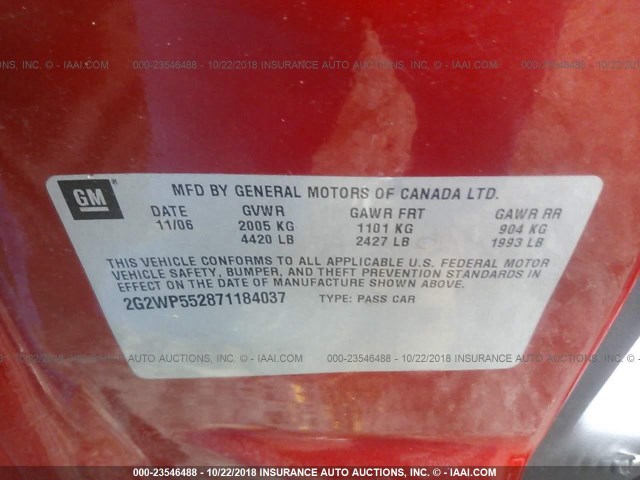 INC. - IAAI.COM 000-23546488 - 10/22/2018 INSURANCE AUTO AUCTIONS, INC. - IAAI.COM 000-2
GM
MFD BY GENERAL MOTORS OF CANADA LTD.
DATE GVWR GAWR FRT GAWR RR
11/06 2005 KG 1101 KG 904 KG
4420 LB 2427 LB 1993 LB
THIS VEHICLE CONFORMS TO ALL APPLICABLE U.S. FEDERAL MOTOR
VEHICLE SAFETY, BUMPER, AND THEFT PREVENTION STANDARDS IN
EFFECT ON THE DATE OF MANUFACTURE SHOWN ABOVE.
2G2WP552871184037 TYPE: PASS CAR
AUTO AUCTIONS, INC. - IAAI.COM 000-23546488 - 10/22/2018 INSURANCE AUTO AUCTIONS, INC.
000-23546488 - 10/22/2018 INSURANCE AUTO AUCTIONS, INC. - IAAI.COM